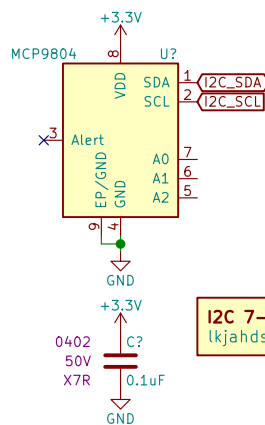 +3.3V
MCP9804
U?
8
VDD
SDA
1
I2C_SDA
SCL
2
I2C_SCL
3
Alert
A0
7
A1
6
A2
5
EP/GND
GND
9
4
GND
+3.3V
0402
C?
50V
X7R
0.1uF
GND
I2C 7-
lkjahds